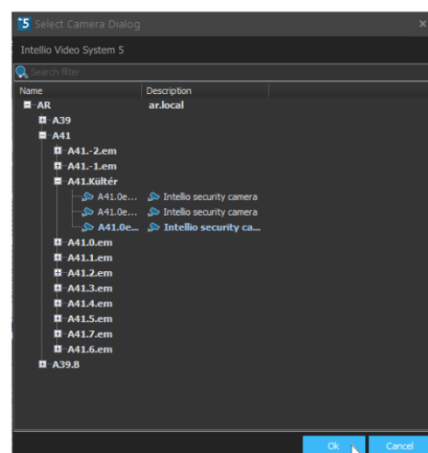 5 Select Camera Dialog
Intellio Video System 5
Search filter
Name Description
AR ar.local
A39
A41
A41.-2.em
A41.-1.em
A41.Kültér
A41.0e... Intellio security camera
A41.0e... Intellio security camera
A41.0e... Intellio security ca...
A41.0.em
A41.1.em
A41.2.em
A41.3.em
A41.4.em
A41.5.em
A41.7.em
A41.6.em
A39.B
Ok Cancel